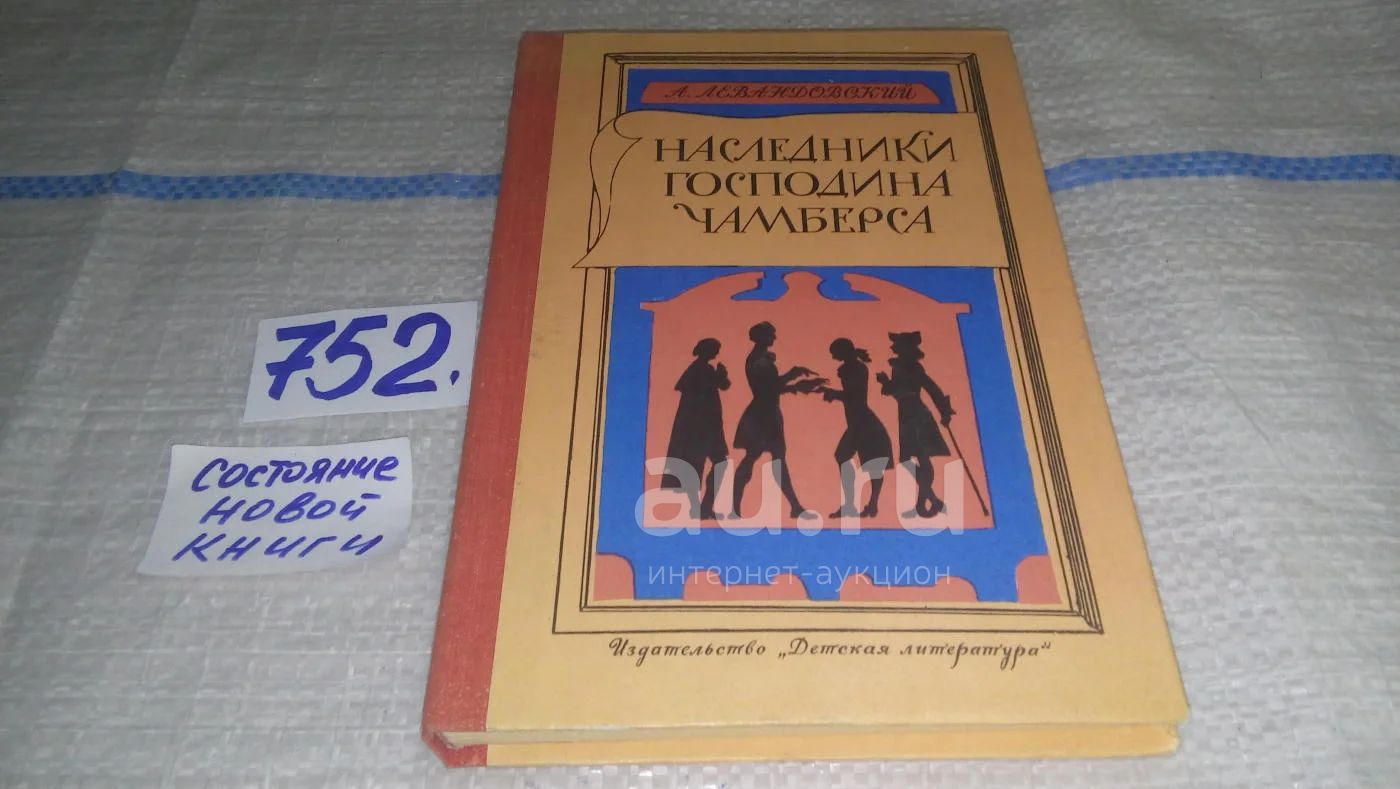 А. ЛЕВАНДОВСКИЙ
НАСЛЕДНИКИ
ГОСПОДИНА
ЧАМБЕРСА
752.
СОСТОЯНИЕ
НОВОЙ
КНИГИ
au.ru
интернет-аукцион
Издательство „Детская литература“